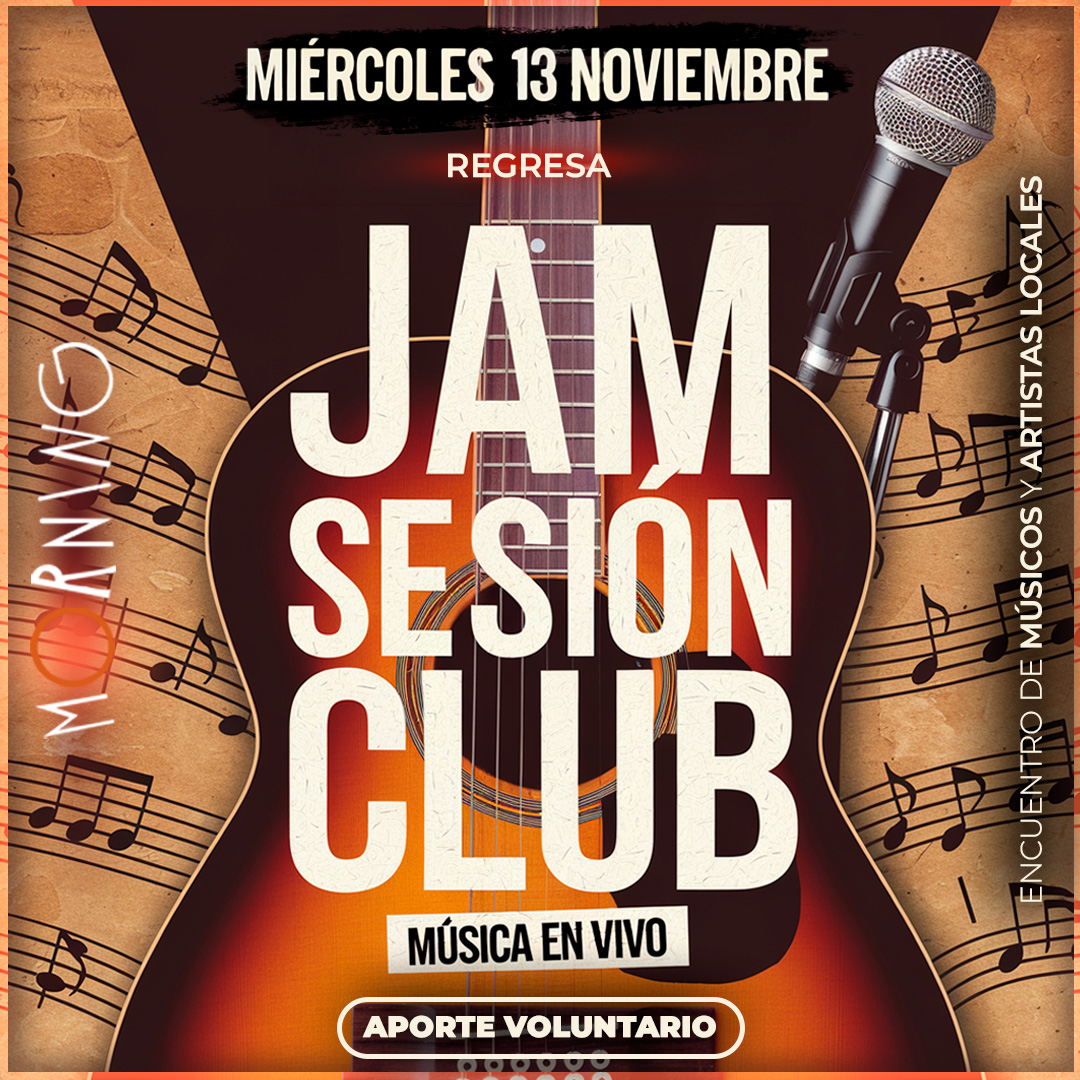 MIÉRCOLES 13 NOVIEMBRE
REGRESA
JAM
SESIÓN
CLUB
MÚSICA EN VIVO
APORTE VOLUNTARIO
MORNING
ENCUENTRO DE MÚSICOS Y ARTISTAS LOCALES